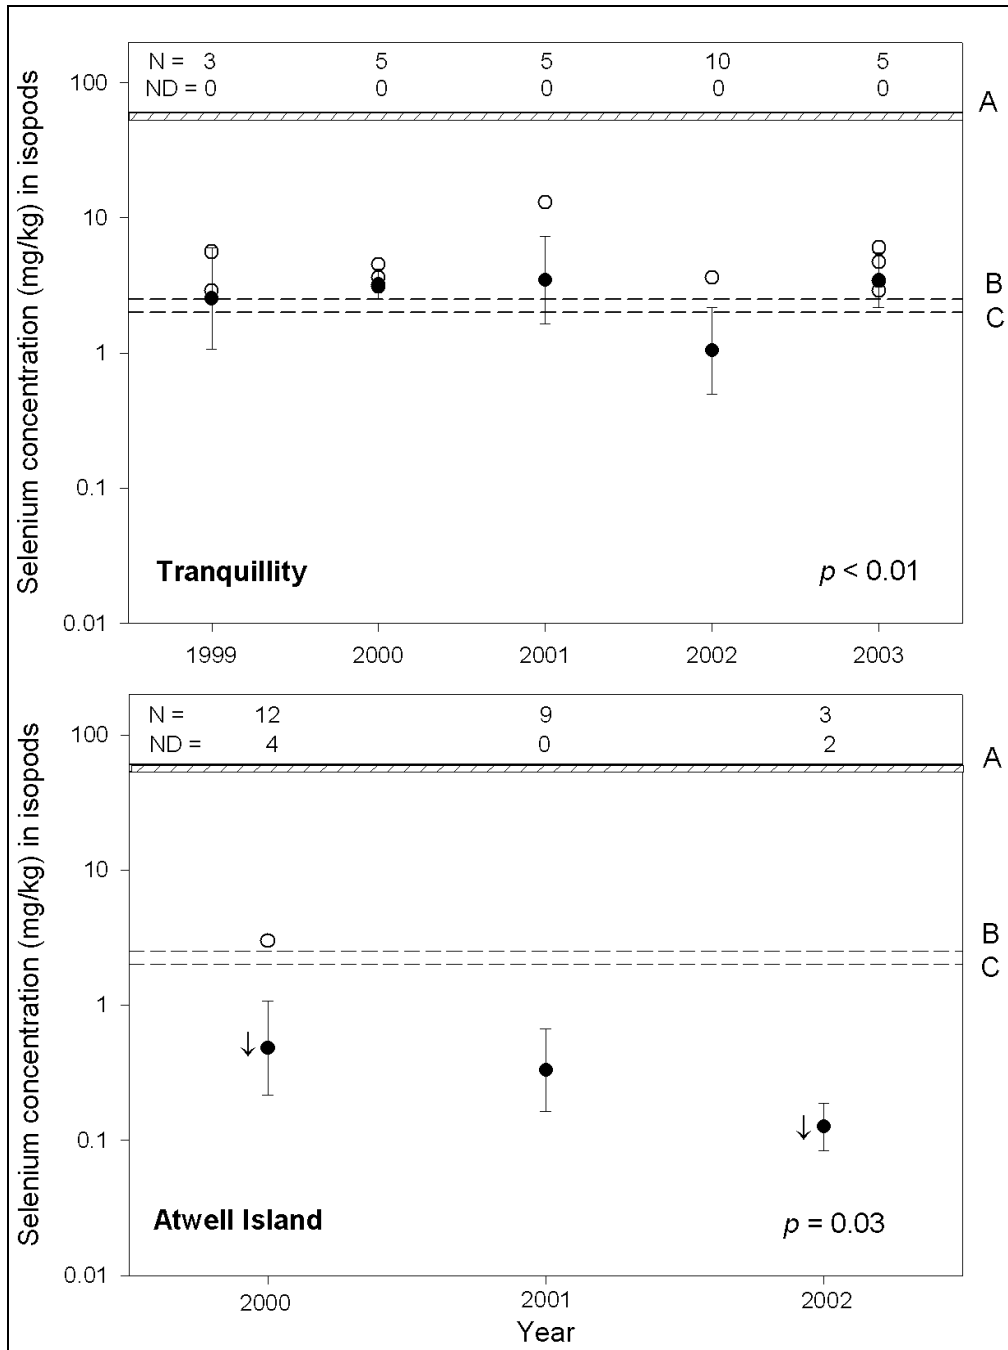 N = 3 5 5 10 5
ND = 0 0 0 0 0
100
A
10
B
C
1
0.1
Tranquillity p < 0.01
0.01
1999 2000 2001 2002 2003
Selenium concentration (mg/kg) in isopods
N = 12 9 3
ND = 4 0 2
100
A
10
B
C
1
0.1
Atwell Island p = 0.03
0.01
2000 2001 2002
Year
Selenium concentration (mg/kg) in isopods